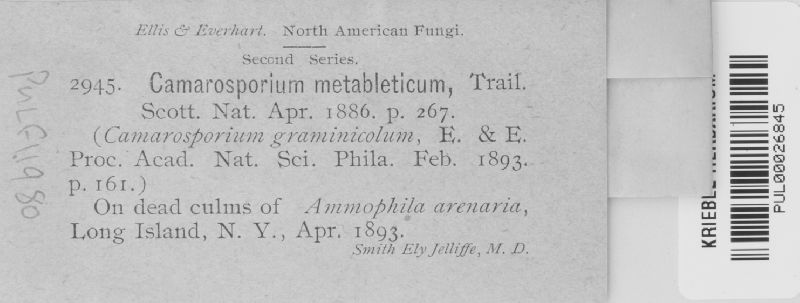 Ellis & Everhart. North American Fungi.
Second Series.
2945. Camarosporium metableticum, Trail.
Scott. Nat. Apr. 1886. p. 267.
(Camarosporium graminicolum, E. & E.
Proc. Acad. Nat. Sci. Phila. Feb. 1893.
p. 161.)
On dead culms of Ammophila arenaria,
Long Island, N. Y., Apr. 1893.
Smith Ely Jelliffe, M. D.
PULF11980
KRIEBEL HERBARIUM
PUL00026845